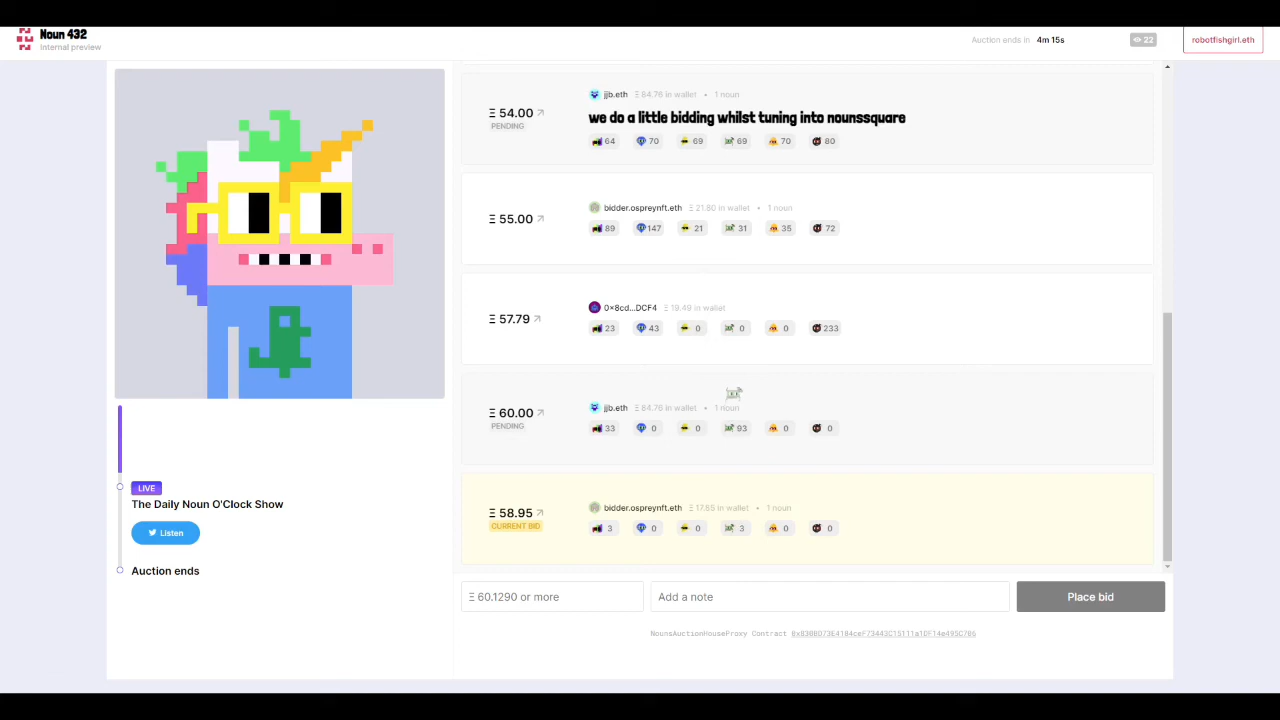 Noun 432
Internal preview
Auction ends in 4m 15s
22
robotfishgirl.eth
Ξ 54.00
PENDING
jjb.eth Ξ 84.76 in wallet • 1 noun
we do a little bidding whilst tuning into nounssquare
64 70 69 69 70 80
Ξ 55.00
bidder.ospreynft.eth Ξ 21.80 in wallet • 1 noun
89 147 21 31 35 72
Ξ 57.79
0×8cd...DCF4 Ξ 19.49 in wallet
23 43 0 0 0 233
Ξ 60.00
PENDING
jjb.eth Ξ 84.76 in wallet • 1 noun
33 0 0 93 0 0
Ξ 58.95
CURRENT BID
bidder.ospreynft.eth Ξ 17.55 in wallet • 1 noun
3 0 0 3 0 0
LIVE
The Daily Noun O'Clock Show
Listen
Auction ends
Ξ 60.1290 or more
Add a note
Place bid
NounsAuctionHouseProxy Contract